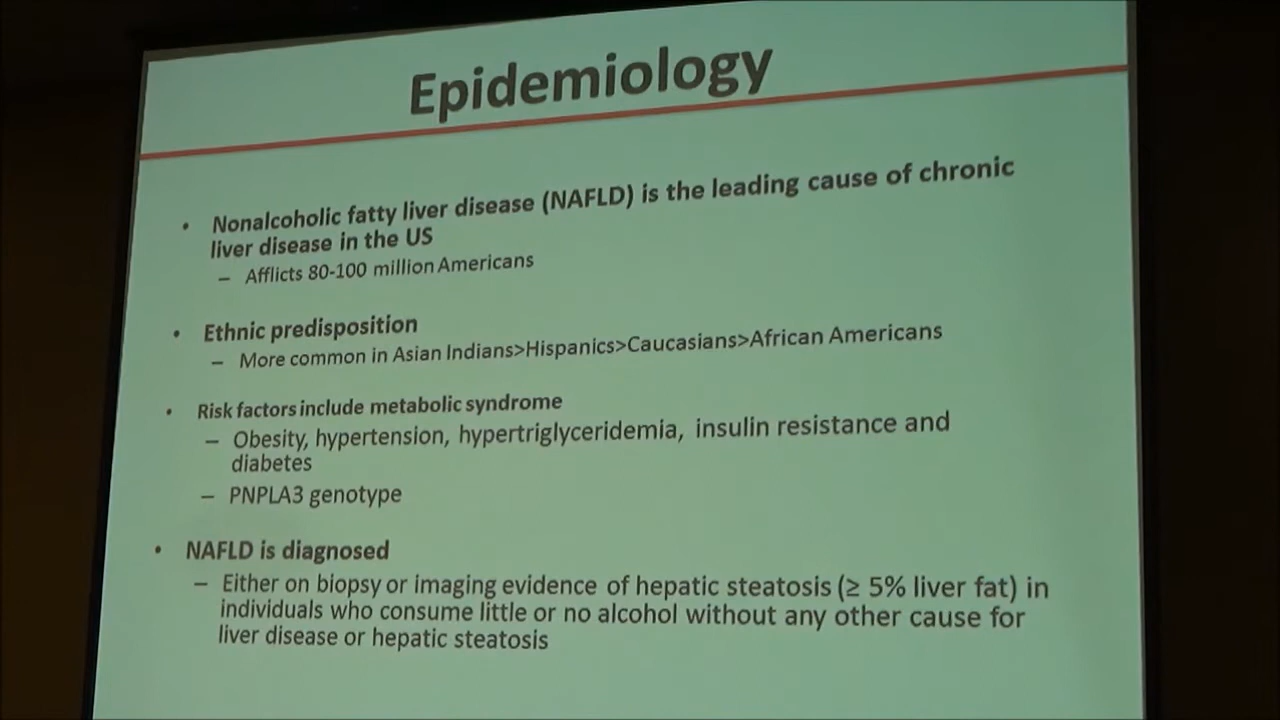 Epidemiology
• Nonalcoholic fatty liver disease (NAFLD) is the leading cause of chronic
liver disease in the US
– Afflicts 80-100 million Americans
• Ethnic predisposition
– More common in Asian Indians>Hispanics>Caucasians>African Americans
• Risk factors include metabolic syndrome
– Obesity, hypertension, hypertriglyceridemia, insulin resistance and
diabetes
– PNPLA3 genotype
• NAFLD is diagnosed
– Either on biopsy or imaging evidence of hepatic steatosis (≥ 5% liver fat) in
individuals who consume little or no alcohol without any other cause for
liver disease or hepatic steatosis